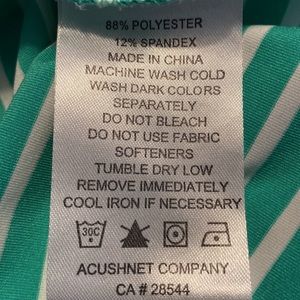 88% POLYESTER
12% SPANDEX
MADE IN CHINA
MACHINE WASH COLD
WASH DARK COLORS
SEPARATELY
DO NOT BLEACH
DO NOT USE FABRIC
SOFTENERS
TUMBLE DRY LOW
REMOVE IMMEDIATELY
COOL IRON IF NECESSARY
30C
ACUSHNET COMPANY
CA # 28544